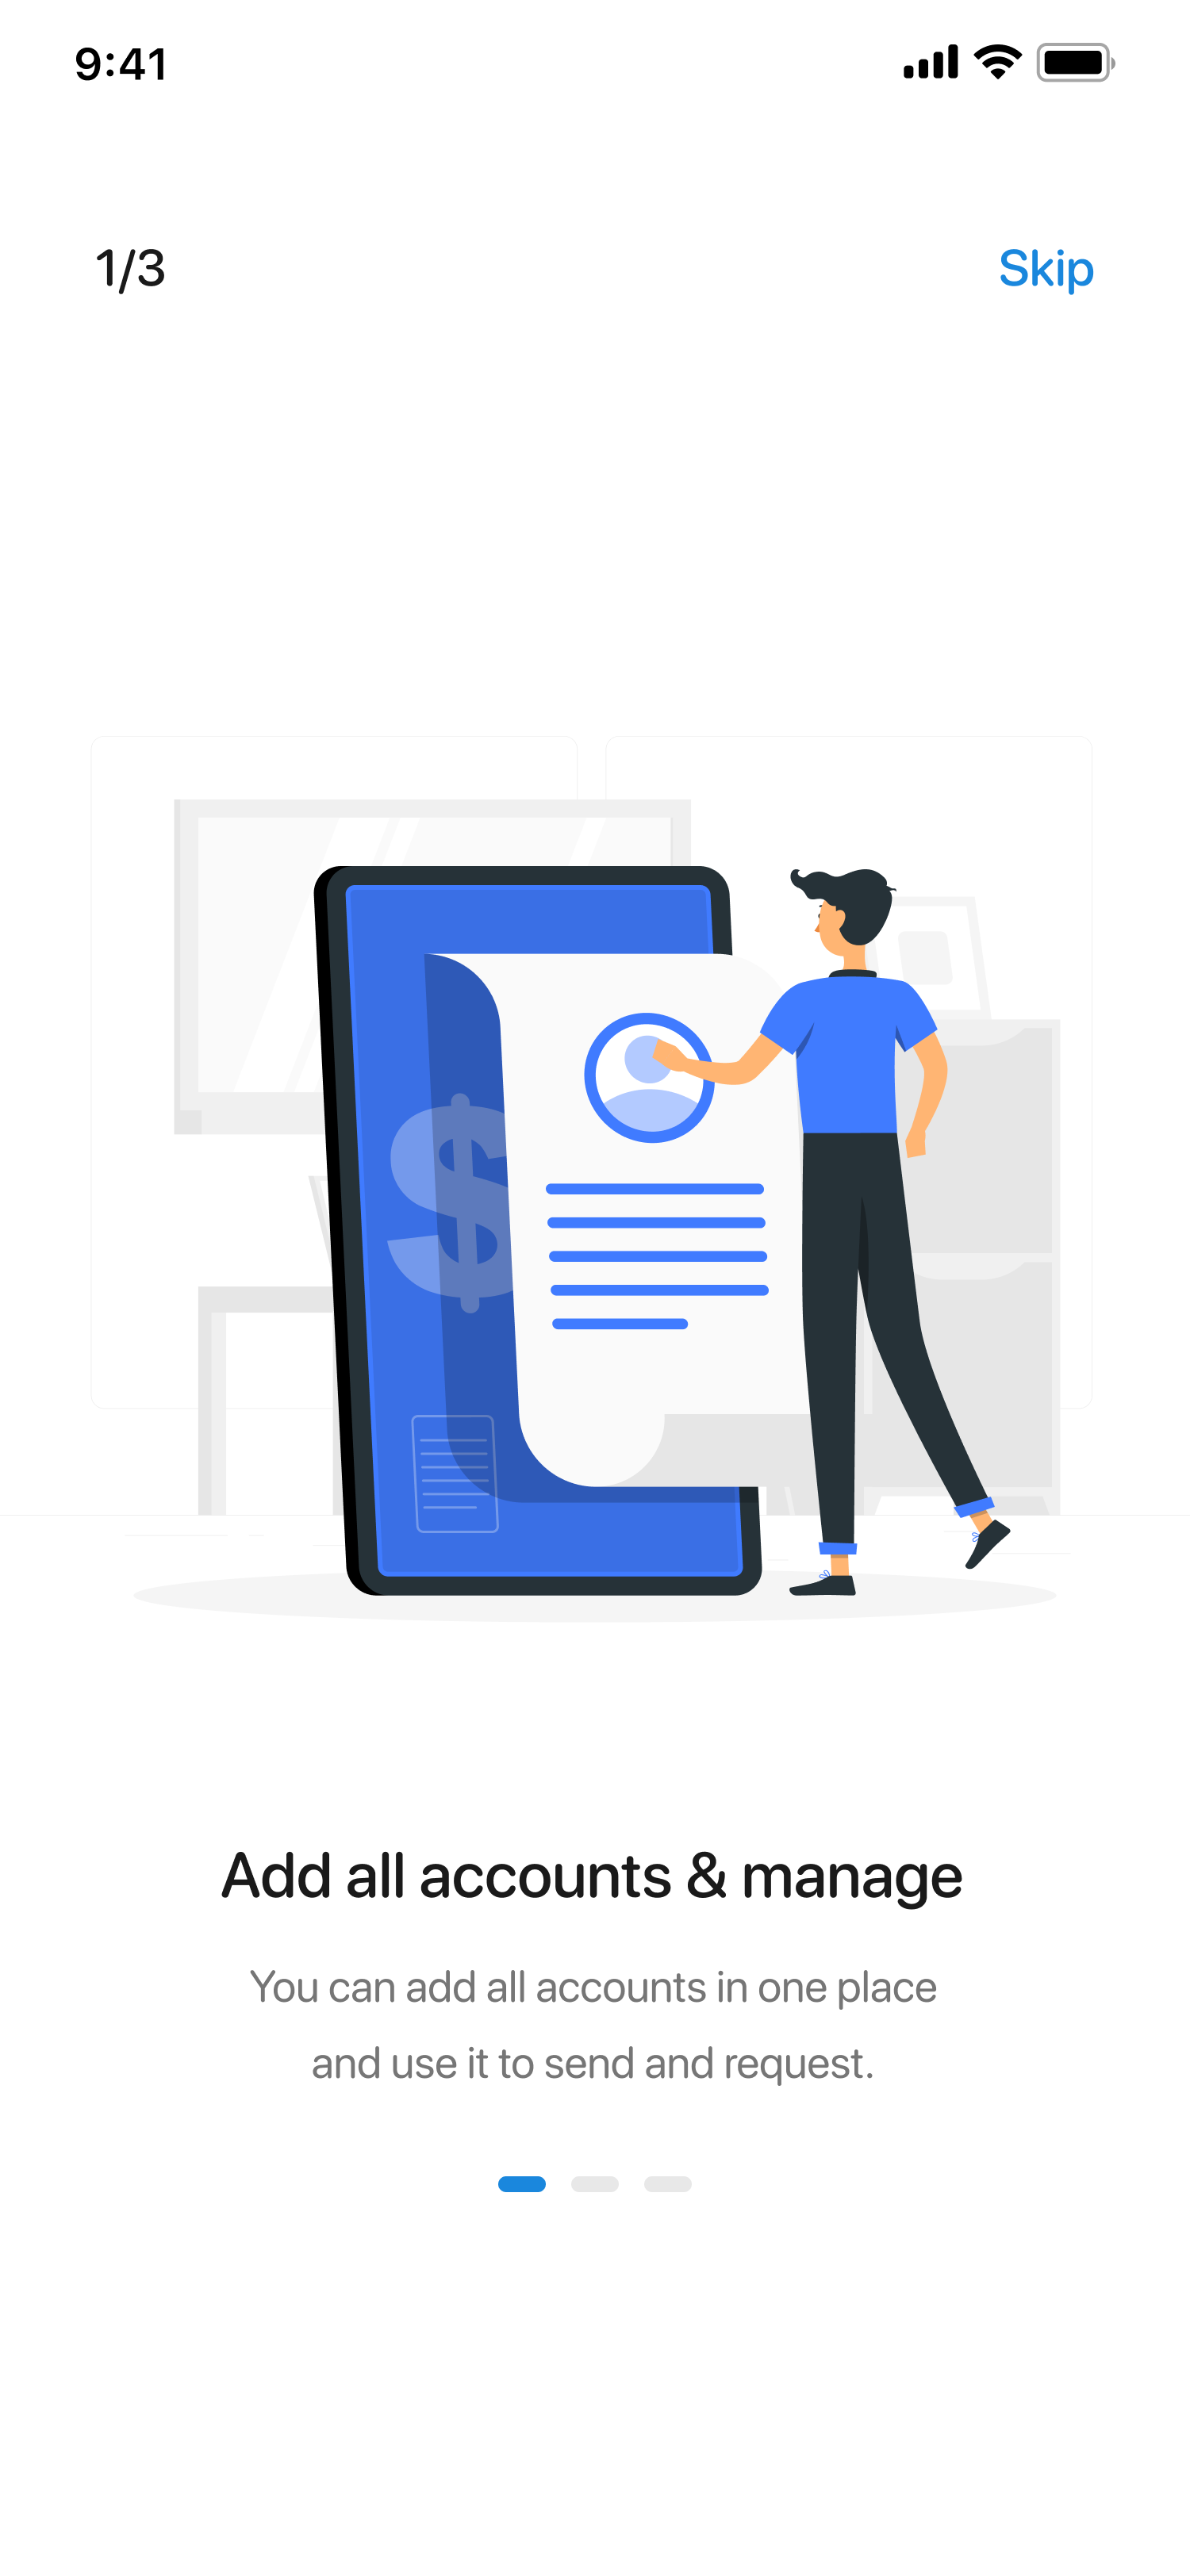 9:41
1/3
Skip
$
Add all accounts & manage
You can add all accounts in one place
and use it to send and request.